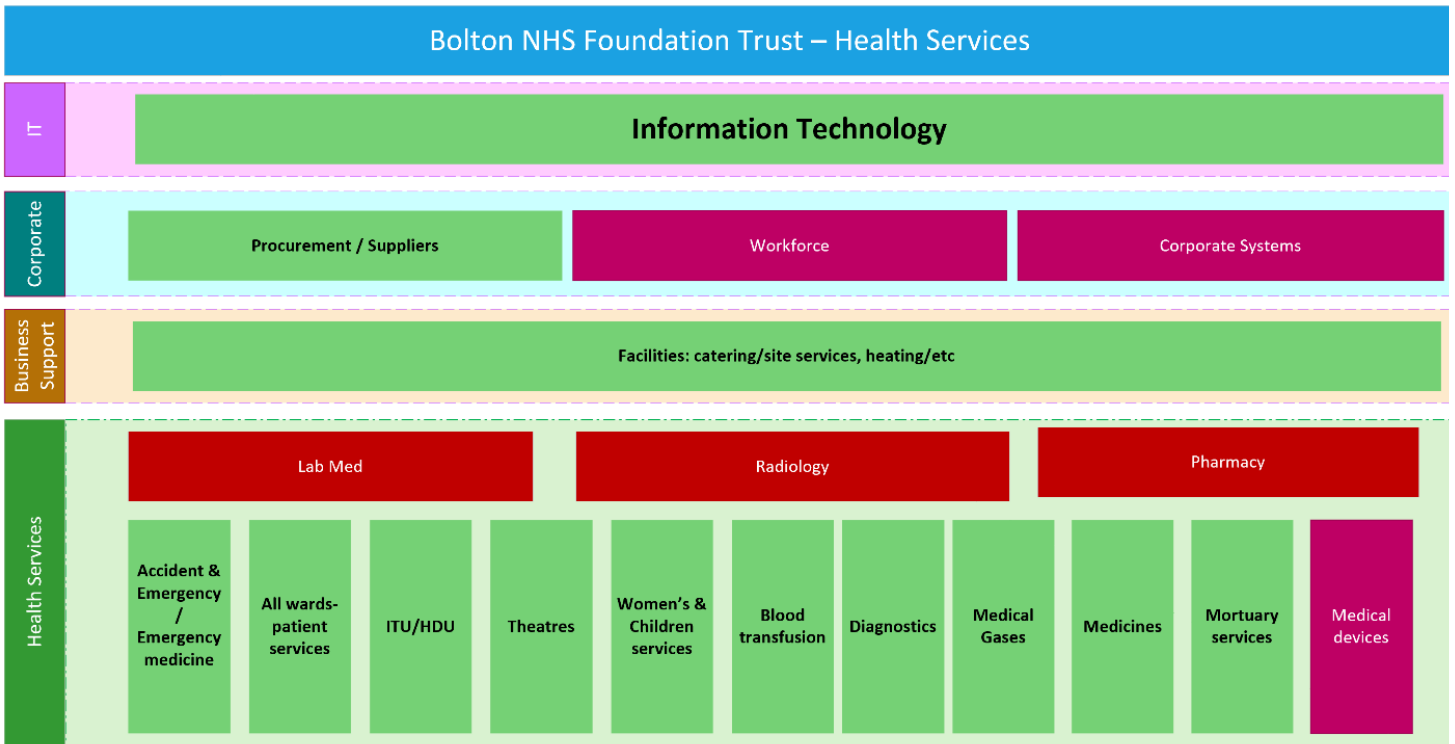 Bolton NHS Foundation Trust – Health Services
IT
Information Technology
Corporate
Procurement / Suppliers
Workforce
Corporate Systems
Business
Support
Facilities: catering/site services, heating/etc
Health Services
Lab Med
Radiology
Pharmacy
Accident &
Emergency
/
Emergency
medicine
All wards-
patient
services
ITU/HDU
Theatres
Women's &
Children
services
Blood
transfusion
Diagnostics
Medical
Gases
Medicines
Mortuary
services
Medical
devices